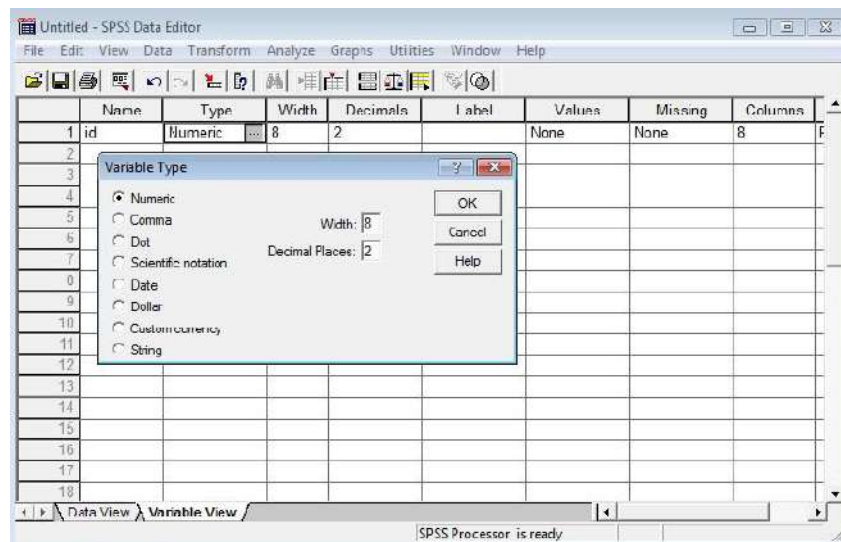 Untitled - SPSS Data Editor
File Edit View Data Transform Analyze Graphs Utilities Window Help
Name Type Width Decimals Label Values Missing Columns
1 id Numeric ... 8 2 None None 8
2
3
4
5
6
7
8
9
10
11
12
13
14
15
16
17
18
Variable Type
Numeric
Comma
Dot
Scientific notation
Date
Dollar
Custom currency
String
Width: 8
Decimal Places: 2
OK
Cancel
Help
Data View Variable View
SPSS Processor is ready